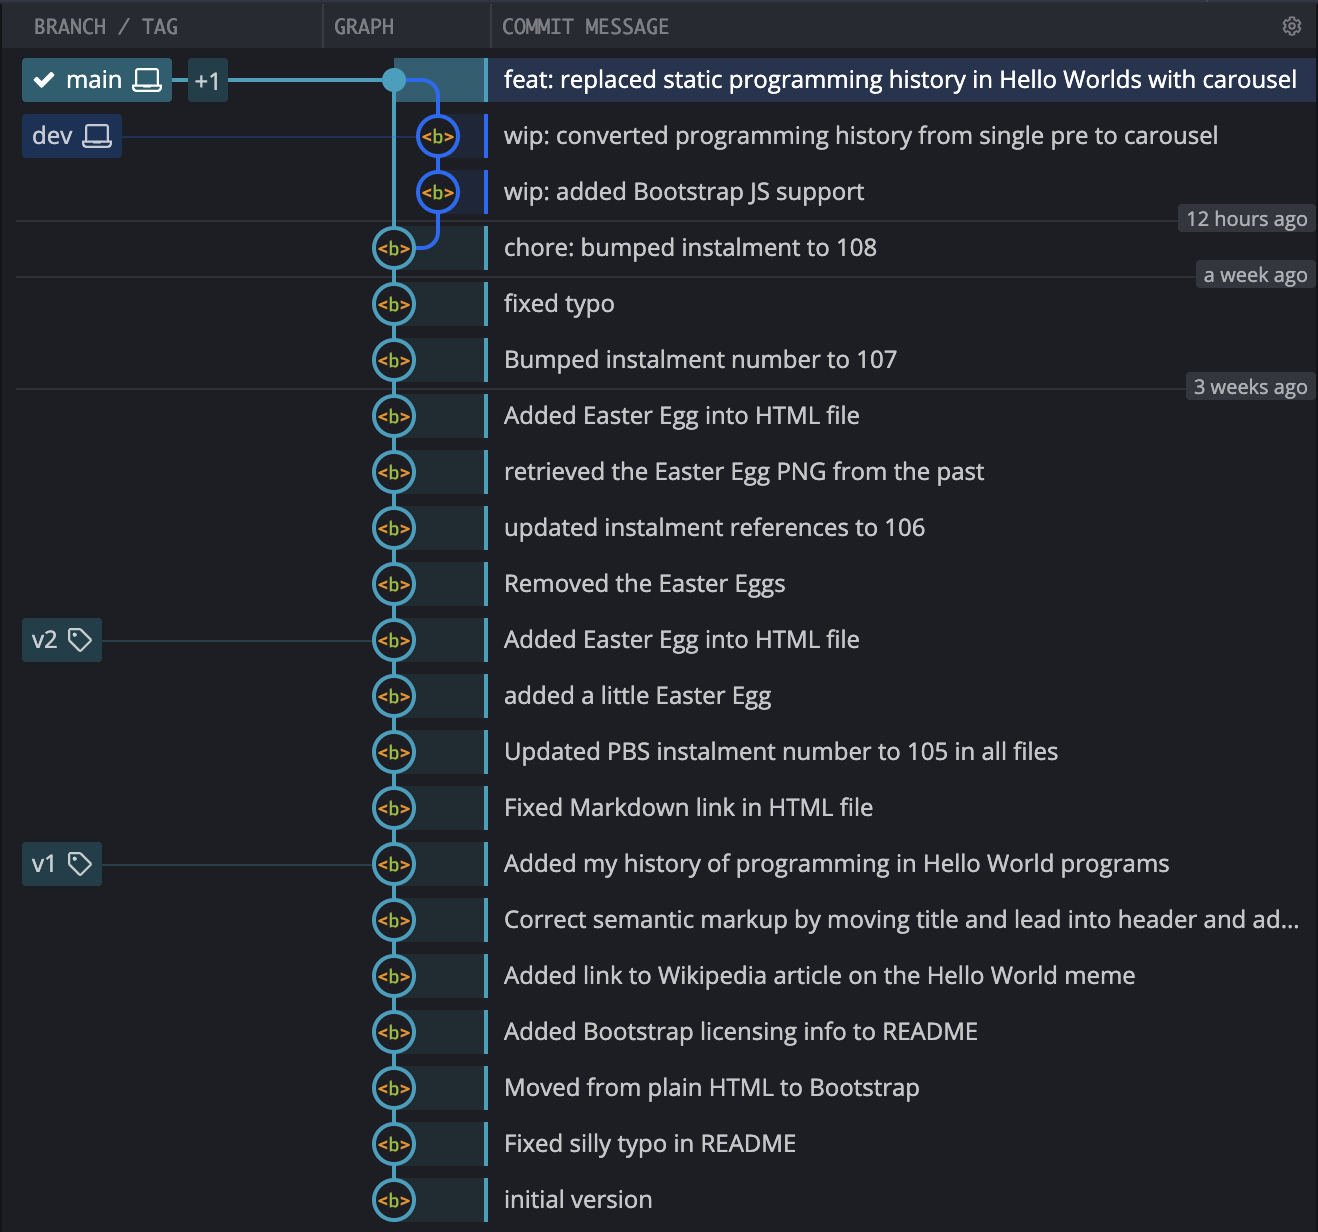 BRANCH / TAG GRAPH COMMIT MESSAGE
main +1 feat: replaced static programming history in Hello Worlds with carousel
dev <b> wip: converted programming history from single pre to carousel
<b> wip: added Bootstrap JS support
12 hours ago
<b> chore: bumped instalment to 108
a week ago
<b> fixed typo
<b> Bumped instalment number to 107
3 weeks ago
<b> Added Easter Egg into HTML file
<b> retrieved the Easter Egg PNG from the past
<b> updated instalment references to 106
<b> Removed the Easter Eggs
v2 <b> Added Easter Egg into HTML file
<b> added a little Easter Egg
<b> Updated PBS instalment number to 105 in all files
<b> Fixed Markdown link in HTML file
v1 <b> Added my history of programming in Hello World programs
<b> Correct semantic markup by moving title and lead into header and ad...
<b> Added link to Wikipedia article on the Hello World meme
<b> Added Bootstrap licensing info to README
<b> Moved from plain HTML to Bootstrap
<b> Fixed silly typo in README
<b> initial version